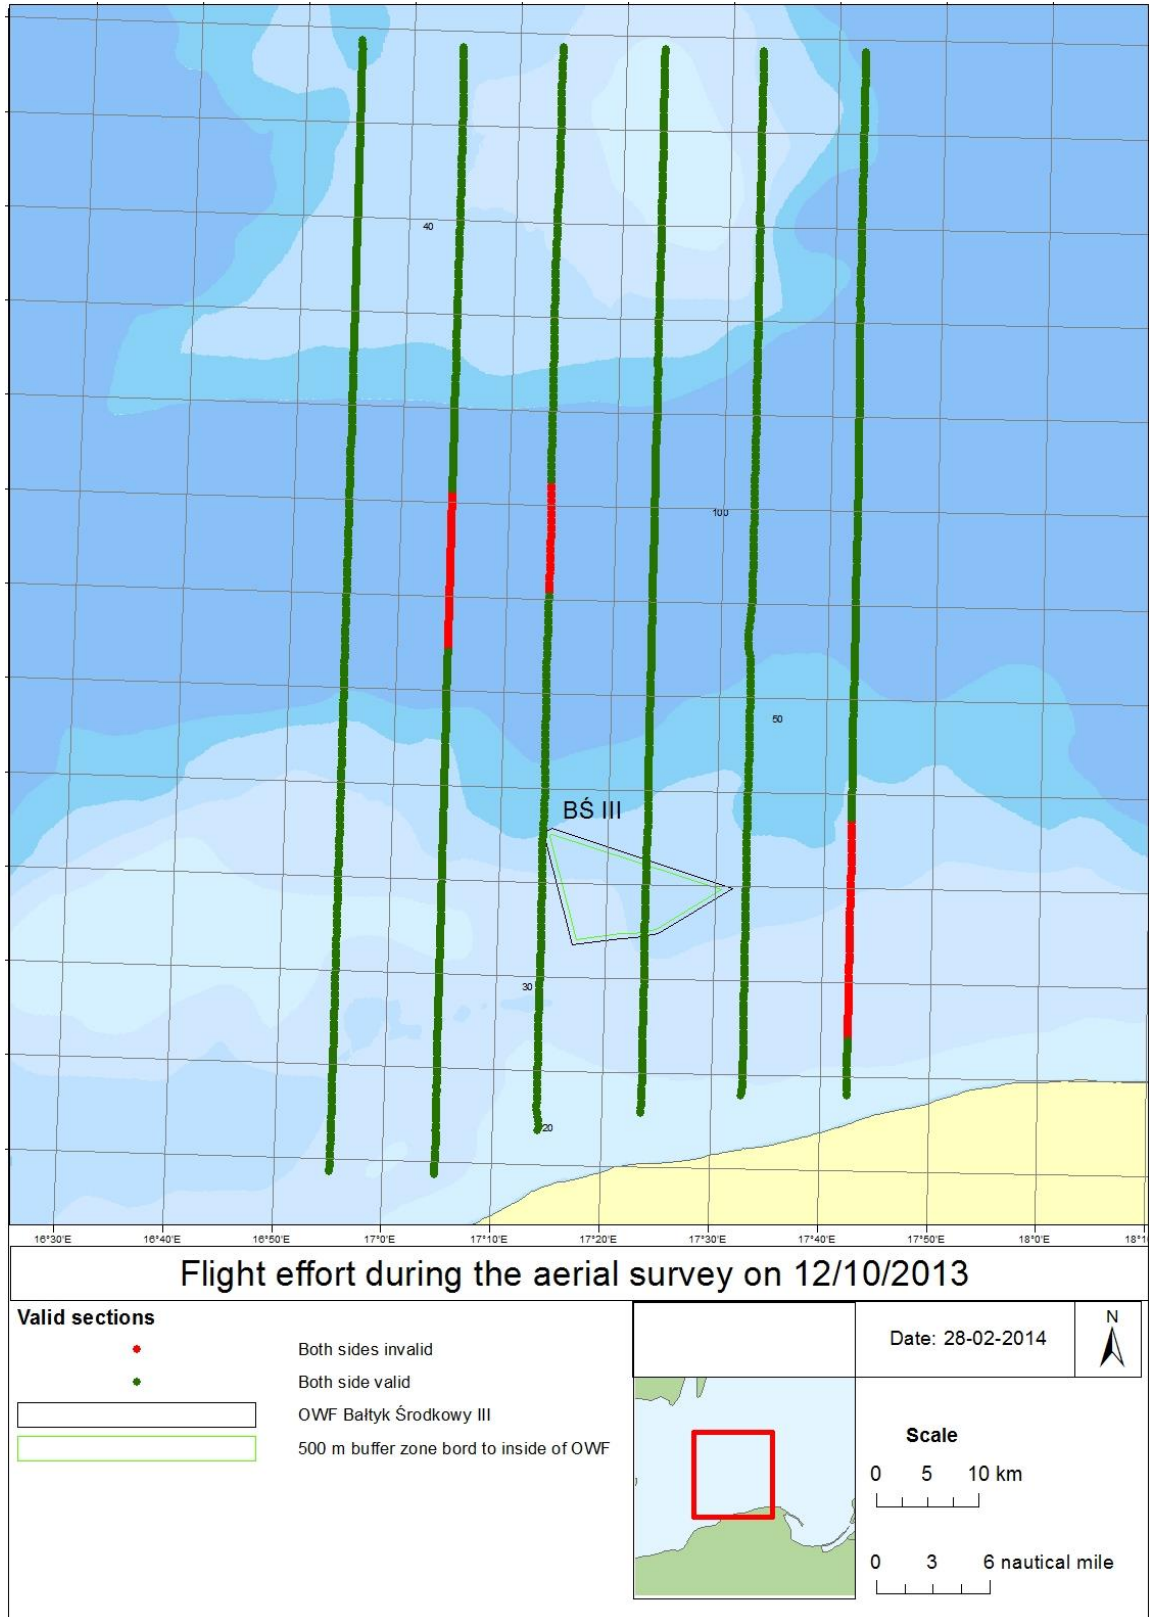 40
100
50
BŚ III
30
20
16°30'E 16°40'E 16°50'E 17°0'E 17°10'E 17°20'E 17°30'E 17°40'E 17°50'E 18°0'E
Flight effort during the aerial survey on 12/10/2013
Valid sections
Both sides invalid
Both side valid
OWF Bałtyk Środkowy III
500 m buffer zone bord to inside of OWF
Date: 28-02-2014
N
Scale
0 5 10 km
0 3 6 nautical mile